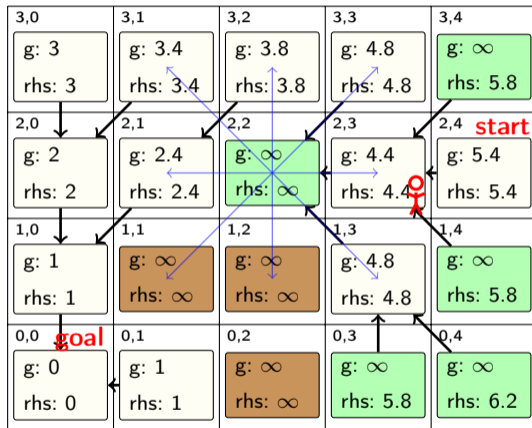 3,0 3,1 3,2 3,3 3,4
g: 3 g: 3.4 g: 3.8 g: 4.8 g: ∞
rhs: 3 rhs: 3.4 rhs: 3.8 rhs: 4.8 rhs: 5.8
2,0 2,1 2,2 2,3 2,4 start
g: 2 g: 2.4 g: ∞ g: 4.4 g: 5.4
rhs: 2 rhs: 2.4 rhs: ∞ rhs: 4.4 rhs: 5.4
1,0 1,1 1,2 1,3 1,4
g: 1 g: ∞ g: ∞ g: 4.8 g: ∞
rhs: 1 rhs: ∞ rhs: ∞ rhs: 4.8 rhs: 5.8
0,0 goal 0,1 0,2 0,3 0,4
g: 0 g: 1 g: ∞ g: ∞ g: ∞
rhs: 0 rhs: 1 rhs: ∞ rhs: 5.8 rhs: 6.2